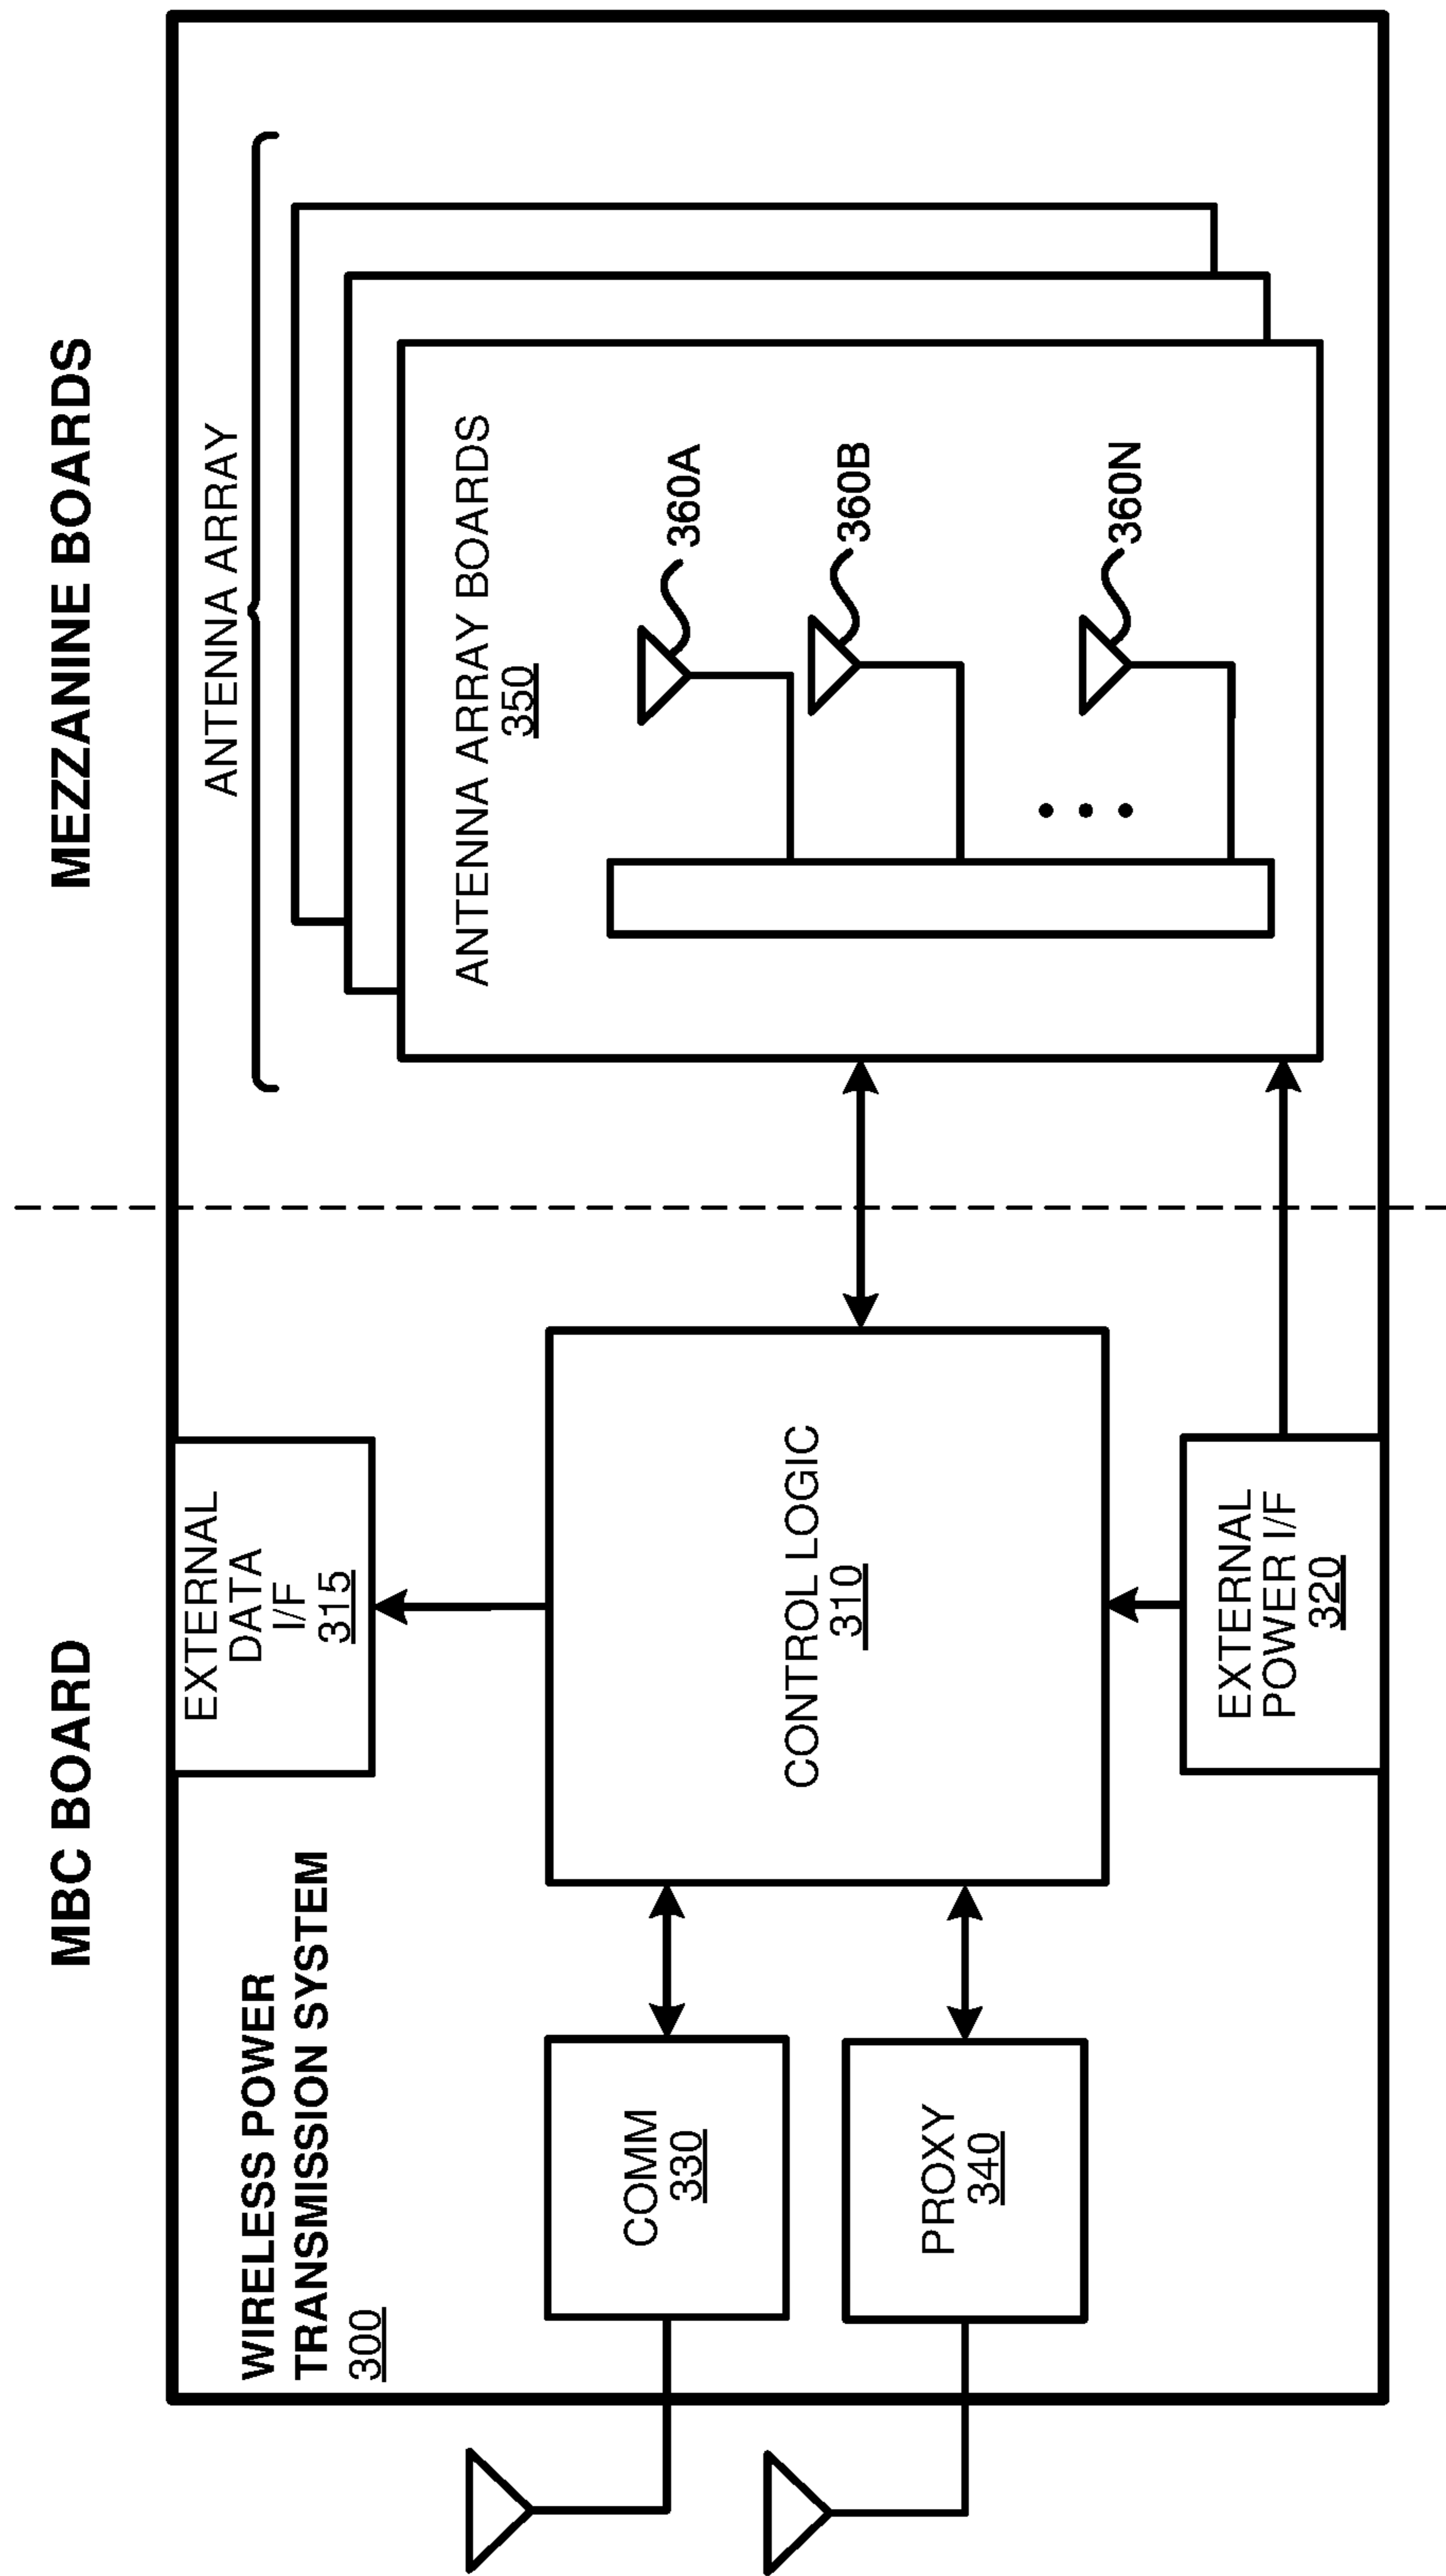 MBC BOARD
MEZZANINE BOARDS
WIRELESS POWER
TRANSMISSION SYSTEM
300
EXTERNAL
DATA
I/F
315
ANTENNA ARRAY
COMM
330
PROXY
340
CONTROL LOGIC
310
EXTERNAL
POWER I/F
320
ANTENNA ARRAY BOARDS
350
360A
360B
360N